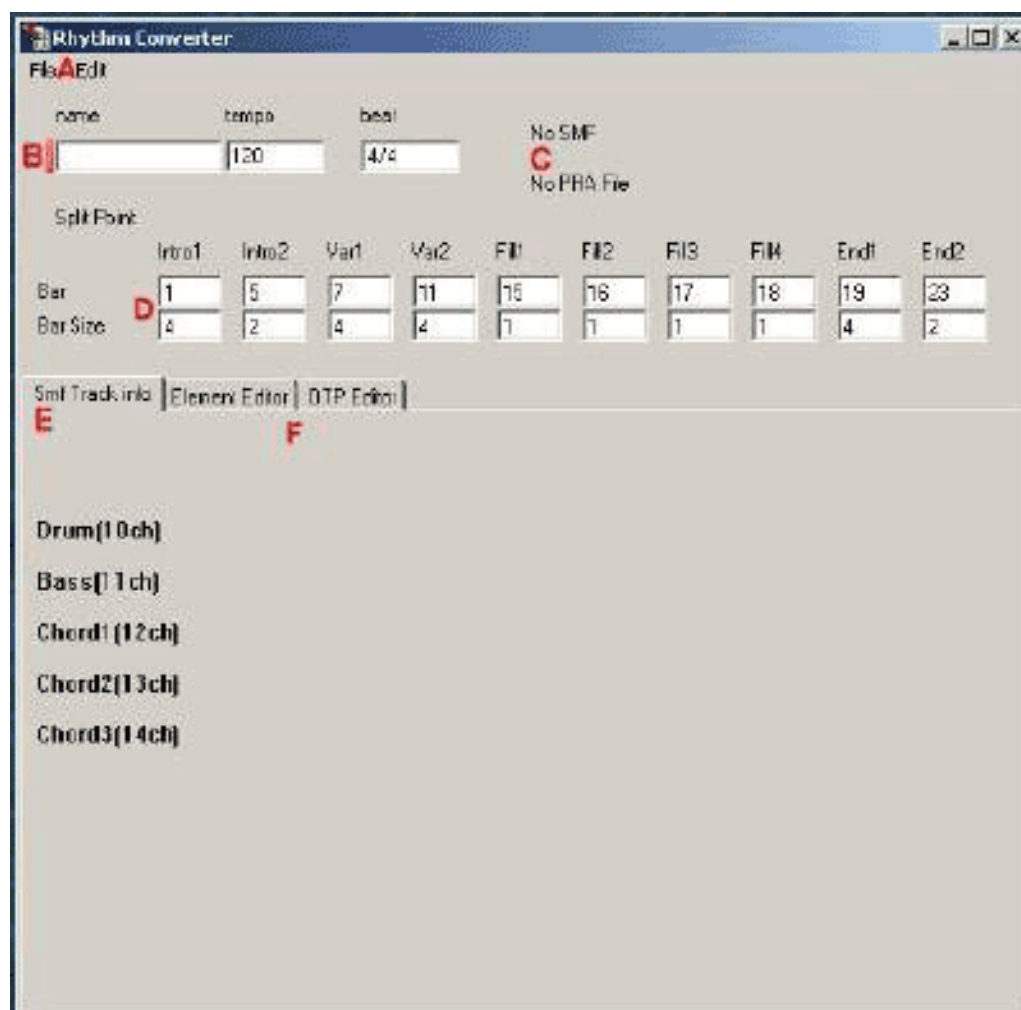 Rhythm Converter
File A Edit
name tempo beat
B 120 4/4
No SMF
C
No PRA File
Split Point
Intro1 Intro2 Var1 Var2 Fill1 Fill2 Fill3 Fill4 End1 End2
Bar 1 5 7 11 15 16 17 18 19 23
D
Bar Size 4 2 4 4 1 1 1 1 4 2
Smf Track info Element Editor DTP Editor
E F
Drum(10ch)
Bass(11ch)
Chord1(12ch)
Chord2(13ch)
Chord3(14ch)